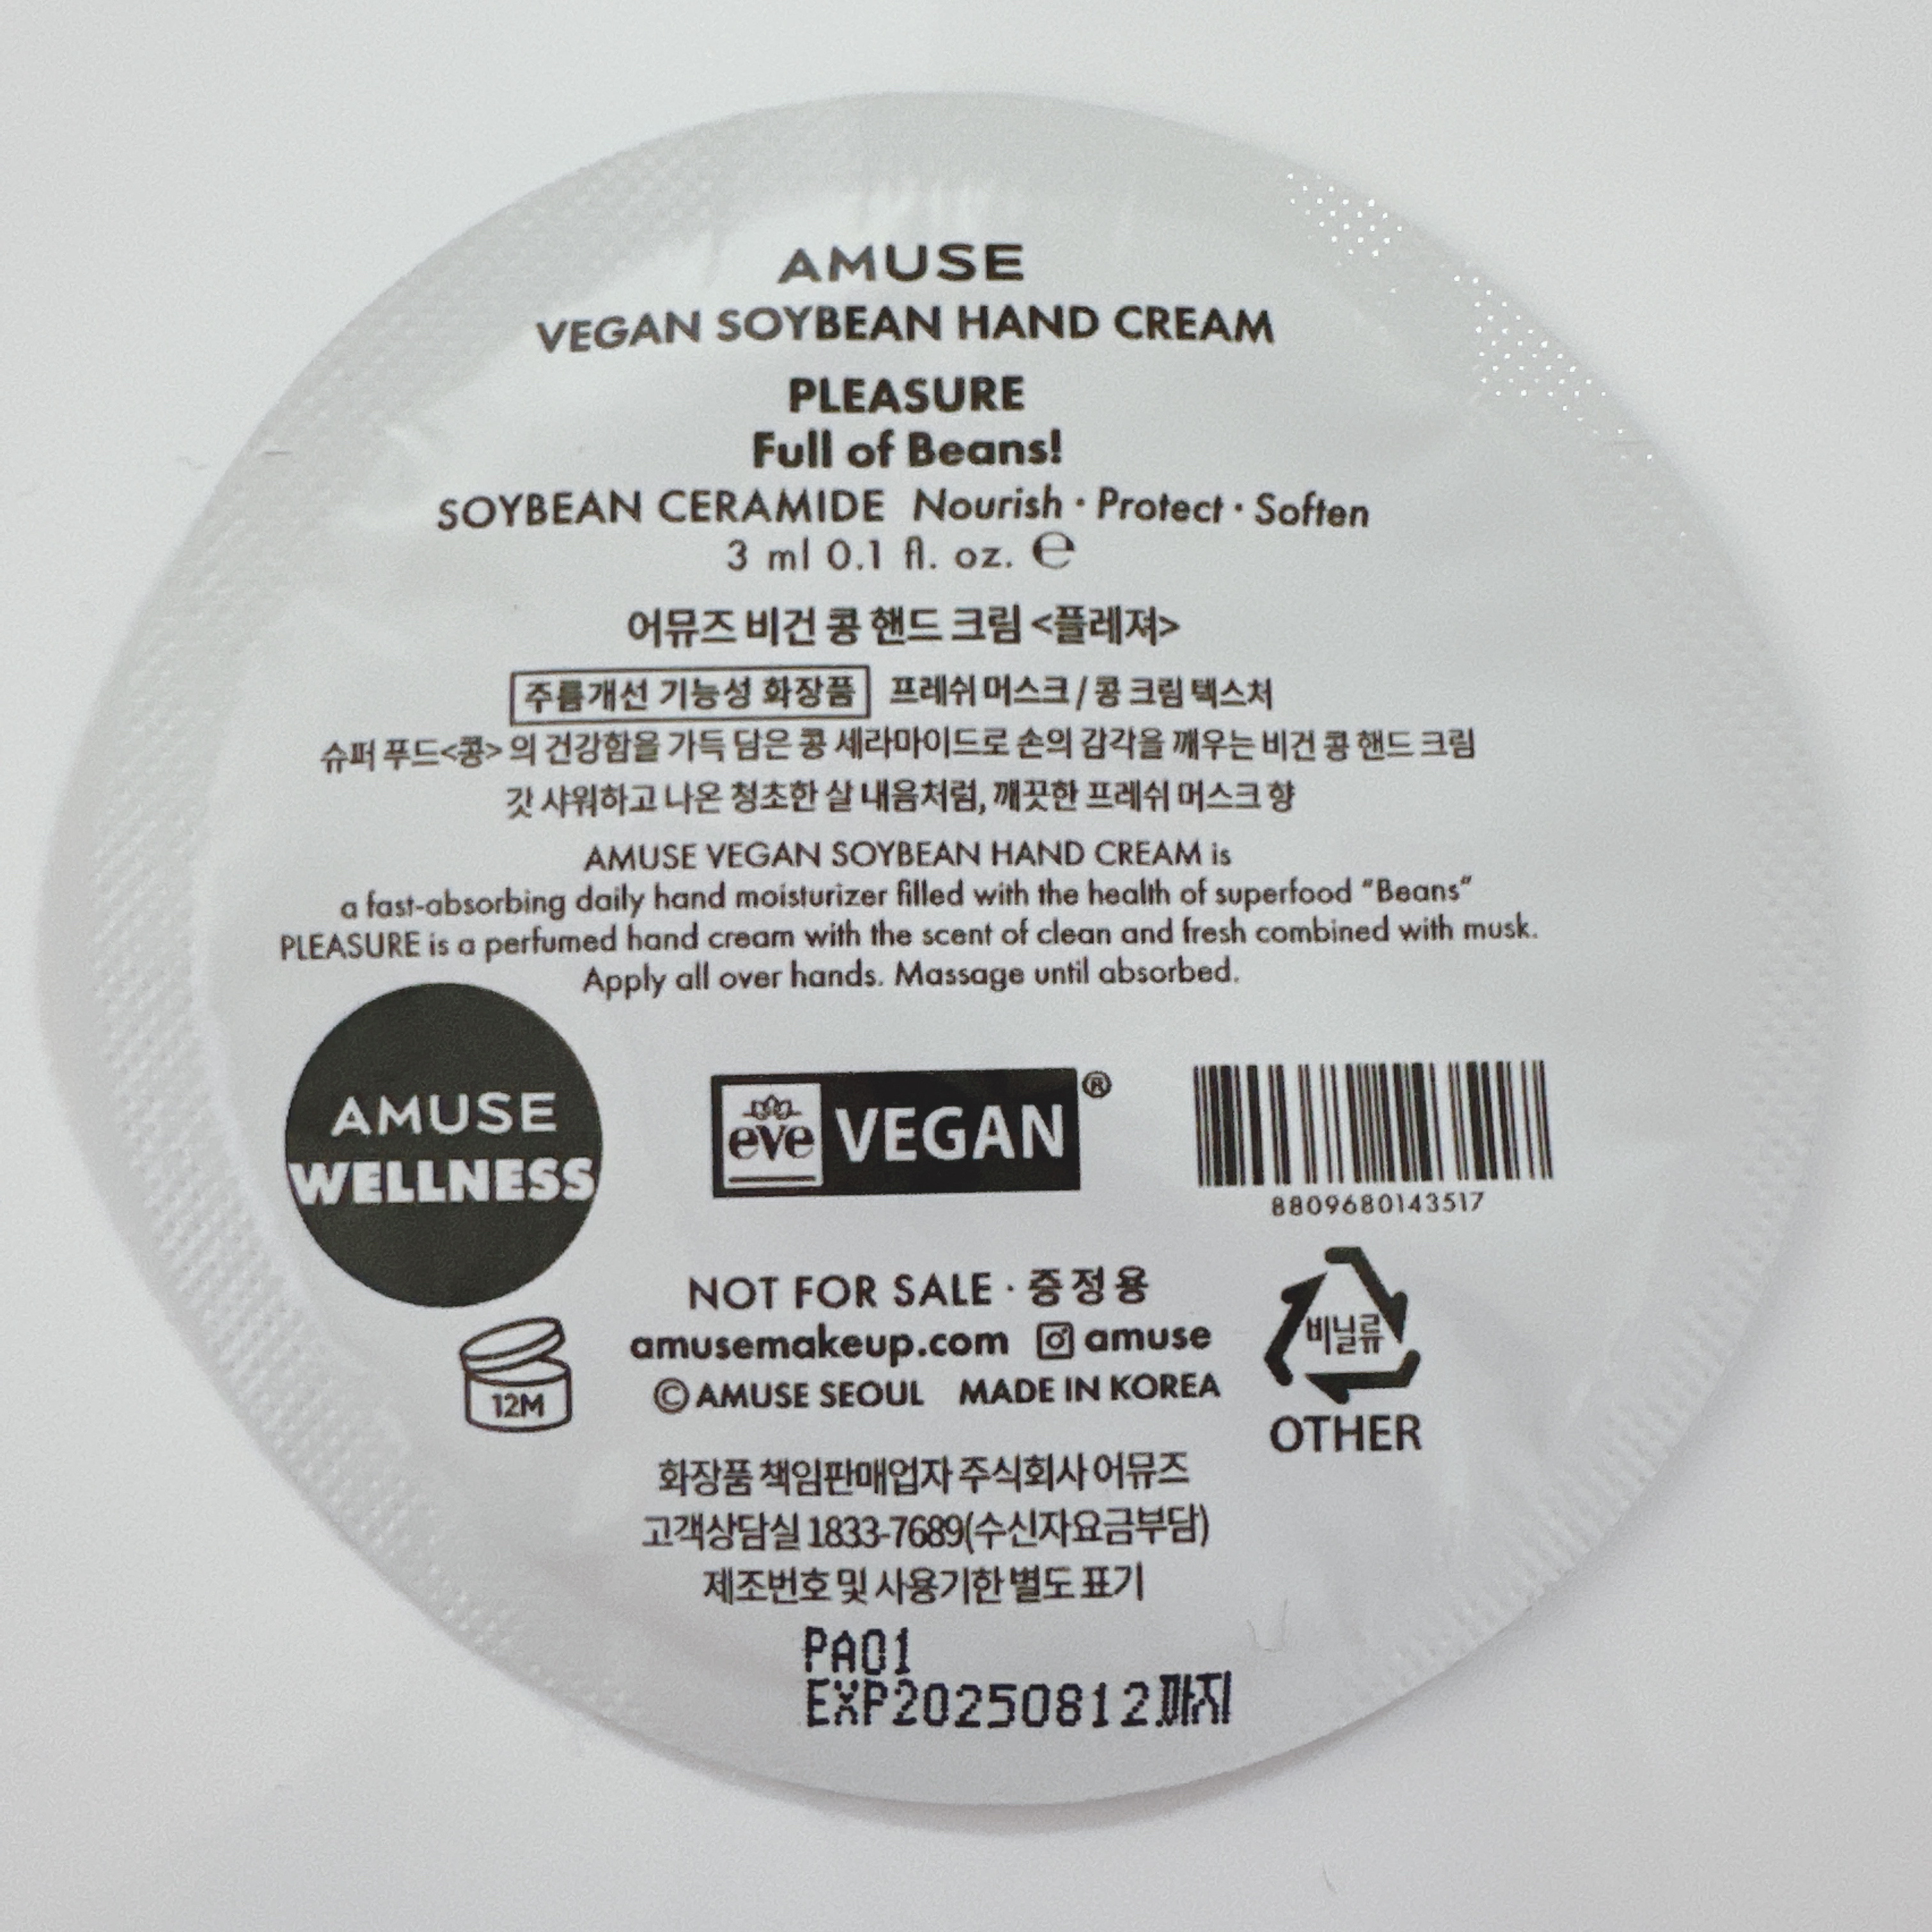 AMUSE
VEGAN SOYBEAN HAND CREAM
PLEASURE
Full of Beans!
SOYBEAN CERAMIDE Nourish · Protect · Soften
3 ml 0.1 fl. oz. ℮
어뮤즈 비건 콩 핸드 크림 <플레져>
주름개선 기능성 화장품 프레쉬 머스크 / 콩 크림 텍스처
슈퍼 푸드<콩> 의 건강함을 가득 담은 콩 세라마이드로 손의 감각을 깨우는 비건 콩 핸드 크림
갓 샤워하고 나온 청초한 살 내음처럼, 깨끗한 프레쉬 머스크 향
AMUSE VEGAN SOYBEAN HAND CREAM is
a fast-absorbing daily hand moisturizer filled with the health of superfood “Beans”
PLEASURE is a perfumed hand cream with the scent of clean and fresh combined with musk.
Apply all over hands. Massage until absorbed.
AMUSE
WELLNESS
eve VEGAN ®
8809680143517
NOT FOR SALE · 증정용
amusemakeup.com amuse
© AMUSE SEOUL MADE IN KOREA
12M
비닐류
OTHER
화장품 책임판매업자 주식회사 어뮤즈
고객상담실 1833-7689(수신자요금부담)
제조번호 및 사용기한 별도 표기
PA01
EXP20250812까지